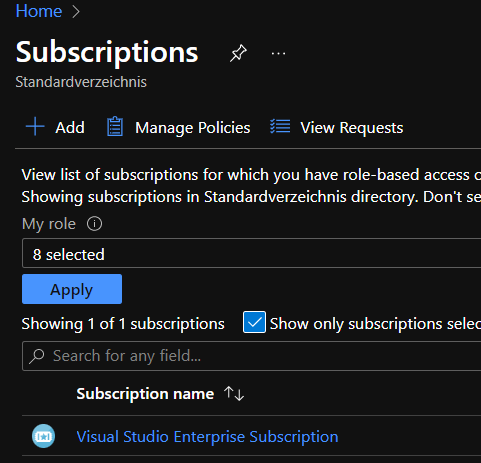 Home
Subscriptions
Standardverzeichnis
Add Manage Policies View Requests
View list of subscriptions for which you have role-based access
Showing subscriptions in Standardverzeichnis directory. Don't
My role
8 selected
Apply
Showing 1 of 1 subscriptions Show only subscriptions
Search for any field...
Subscription name
Visual Studio Enterprise Subscription